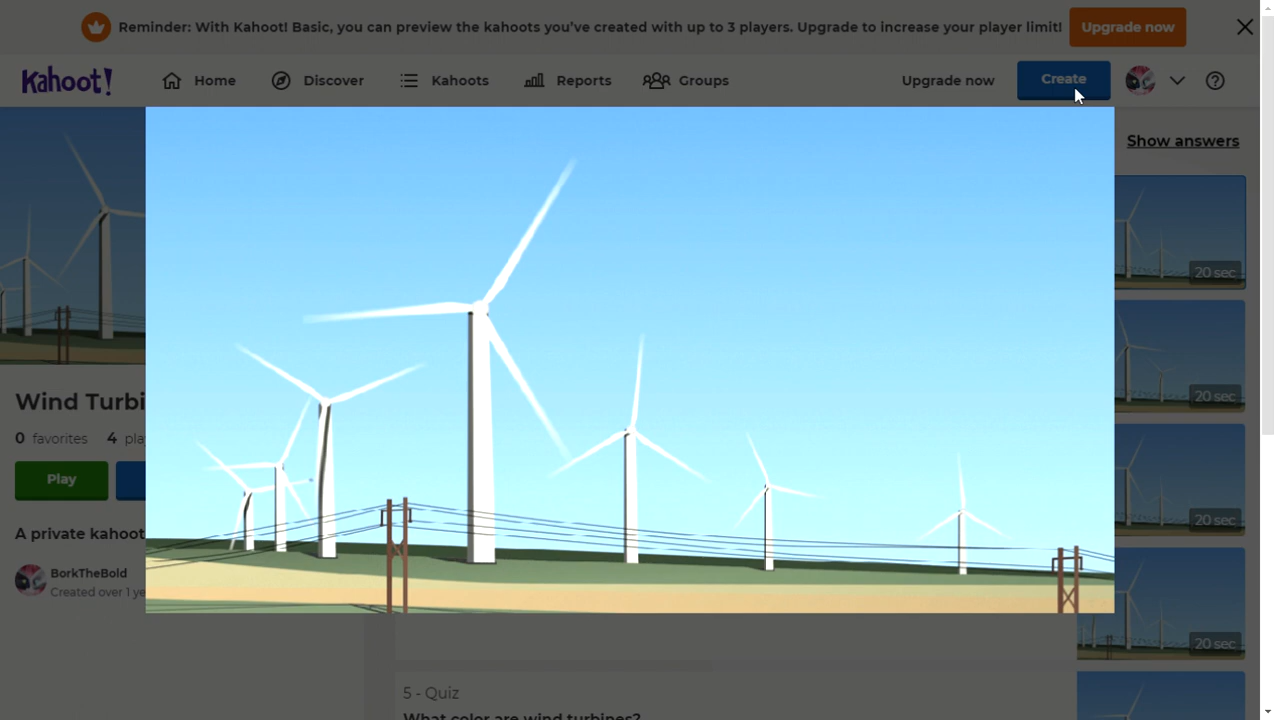 Reminder: With Kahoot! Basic, you can preview the kahoots you've created with up to 3 players. Upgrade to increase your player limit!
Upgrade now
Kahoot!
Home
Discover
Kahoots
Reports
Groups
Upgrade now
Create
Show answers
20 sec
20 sec
20 sec
20 sec
Wind Turbi
0 favorites 4 pla
Play
A private kahoot
BorkTheBold
Created over 1 ye
5 - Quiz
What color are wind turbines?